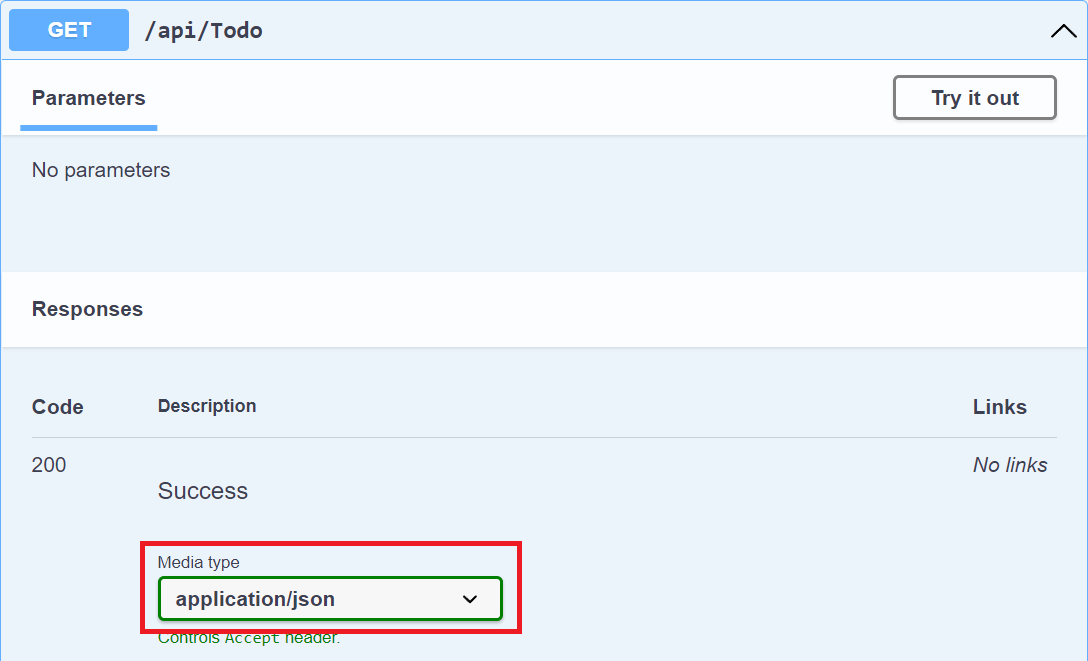 GET /api/Todo
Parameters
Try it out
No parameters
Responses
Code Description Links
200 No links
Success
Media type
application/json
Controls Accept header.